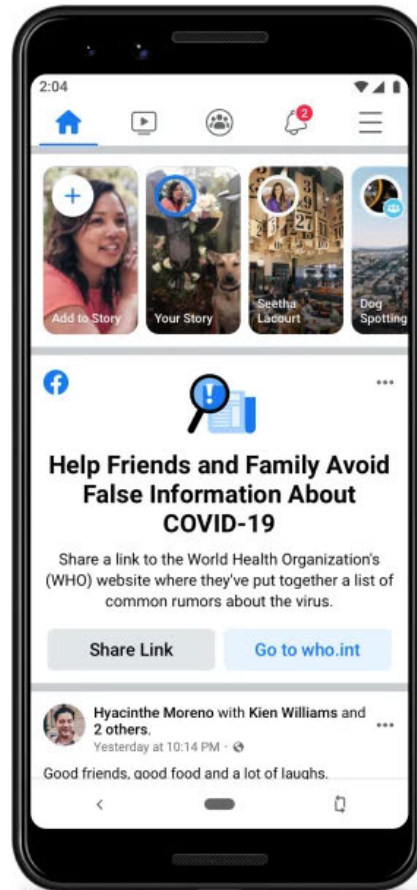 2:04
2
Add to Story
Your Story
Seetha
Lacourt
Dog
Spotting
Help Friends and Family Avoid
False Information About
COVID-19
Share a link to the World Health Organization's
(WHO) website where they've put together a list of
common rumors about the virus.
Share Link
Go to who.int
Hyacinthe Moreno with Kien Williams and
2 others.
Yesterday at 10:14 PM ·
Good friends, good food and a lot of laughs.